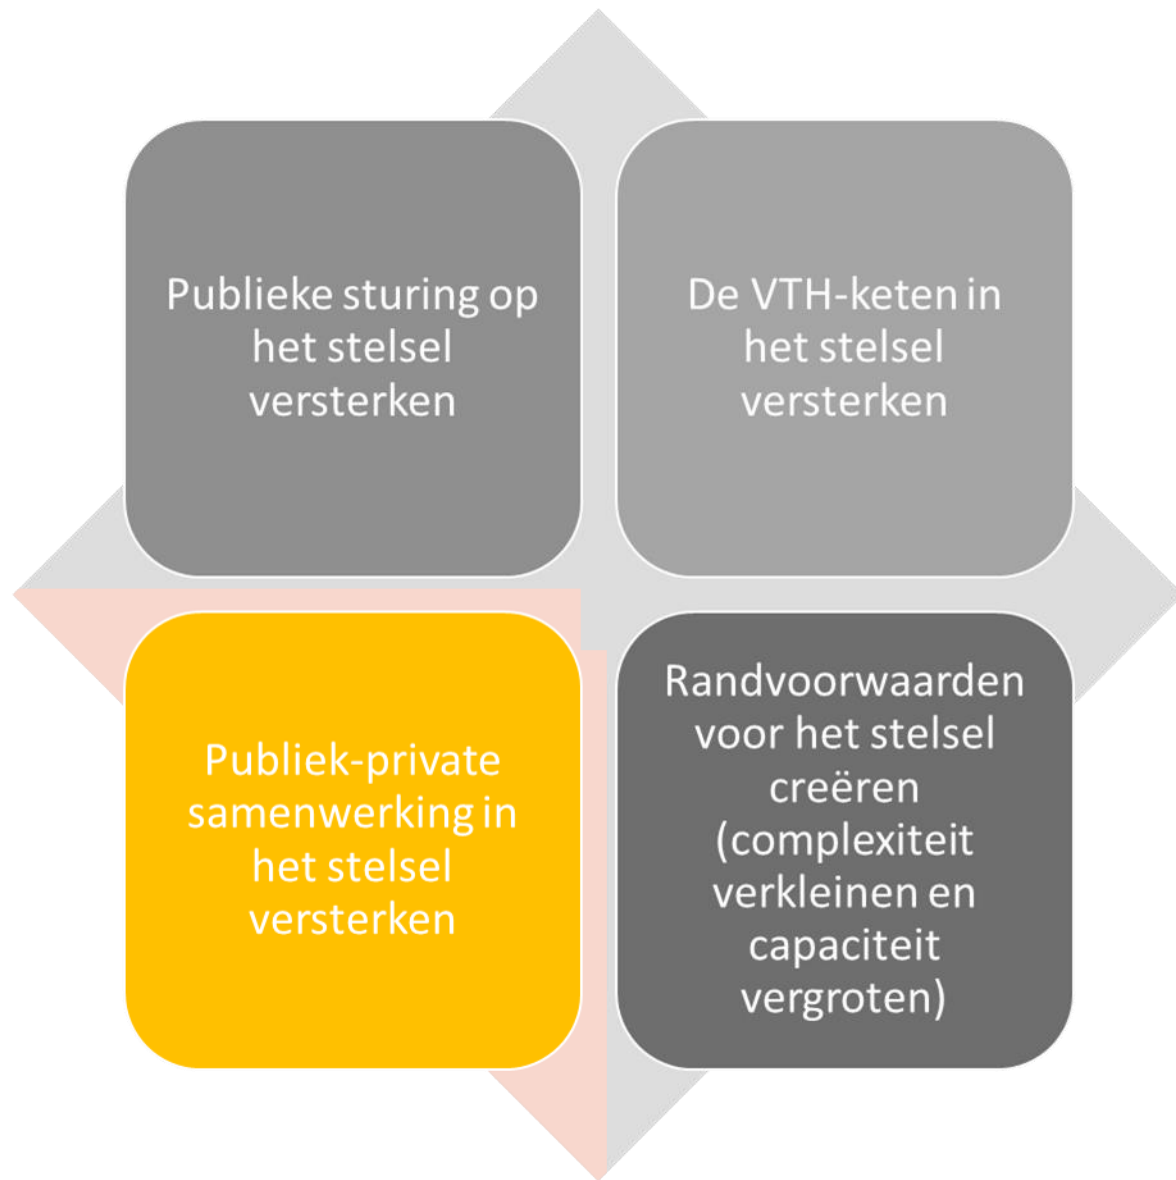 Publieke sturing op
het stelsel
versterken
De VTH-keten in
het stelsel
versterken
Publiek-private
samenwerking in
het stelsel
versterken
Randvoorwaarden
voor het stelsel
creëren
(complexiteit
verkleinen en
capaciteit
vergroten)